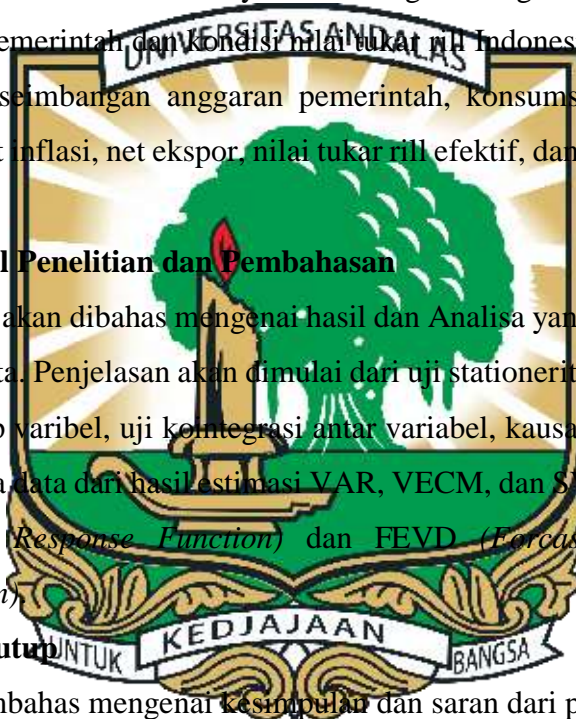 emerintah dan kondisi nilai tukar rill Indones
UNIVERSITAS ANDALAS
seimbangan anggaran pemerintah, konsums
t inflasi, net ekspor, nilai tukar rill efektif, dan
l Penelitian dan Pembahasan
akan dibahas mengenai hasil dan Analisa yan
ta. Penjelasan akan dimulai dari uji stationerit
p varibel, uji kointegrasi antar variabel, kausa
a data dari hasil estimasi VAR, VECM, dan S
Response Function) dan FEVD (Forcas
n)
utup
UNTUK KEDJAJAAN BANGSA
mbahas mengenai kesimpulan dan saran dari p